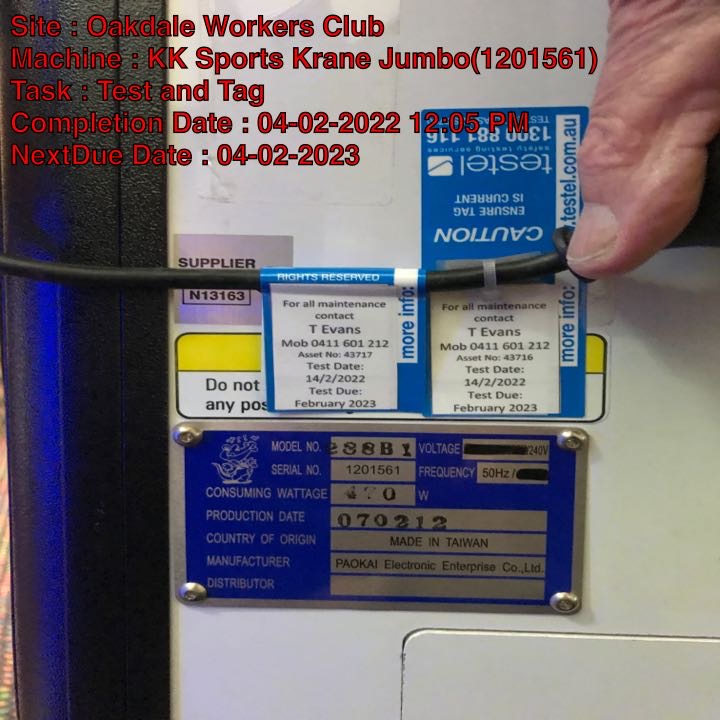 Site : Oakdale Workers Club
Machine : KK Sports Krane Jumbo(1201561)
Task : Test and Tag
Completion Date : 04-02-2022 12:05 PM
NextDue Date : 04-02-2023
1300 881 116
testel
safety testing services
.testel.com.au
ENSURE TAG
IS CURRENT
CAUTION
SUPPLIER
N13163
RIGHTS RESERVED
For all maintenance
contact
T Evans
Mob 0411 601 212
Asset No: 43717
Test Date:
14/2/2022
Test Due:
February 2023
more info:
For all maintenance
contact
T Evans
Mob 0411 601 212
Asset No: 43716
Test Date:
14/2/2022
Test Due:
February 2023
more info:
Do not
any
MODEL NO. 288B1 VOLTAGE 240V
SERIAL NO. 1201561 FREQUENCY 50Hz /
CONSUMING WATTAGE 470 W
PRODUCTION DATE 070212
COUNTRY OF ORIGIN MADE IN TAIWAN
MANUFACTURER PAOKAI Electronic Enterprise Co.,Ltd.
DISTRIBUTOR